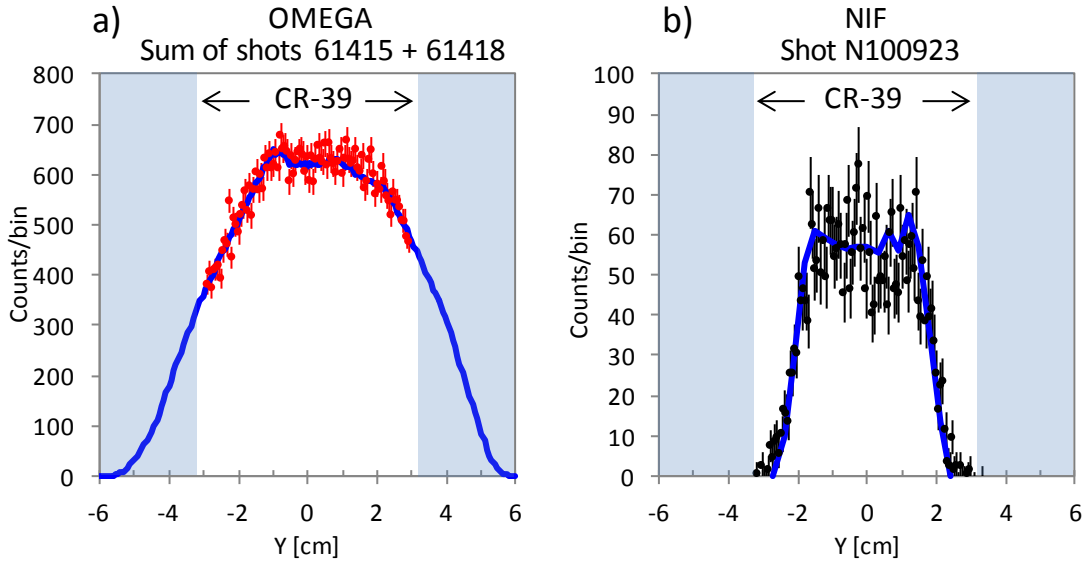 a)
OMEGA
Sum of shots 61415 + 61418
800
700
600
500
400
300
200
100
0
Counts/bin
CR-39
-6 -4 -2 0 2 4 6
Y [cm]
b)
NIF
Shot N100923
100
90
80
70
60
50
40
30
20
10
0
Counts/bin
CR-39
-6 -4 -2 0 2 4 6
Y [cm]